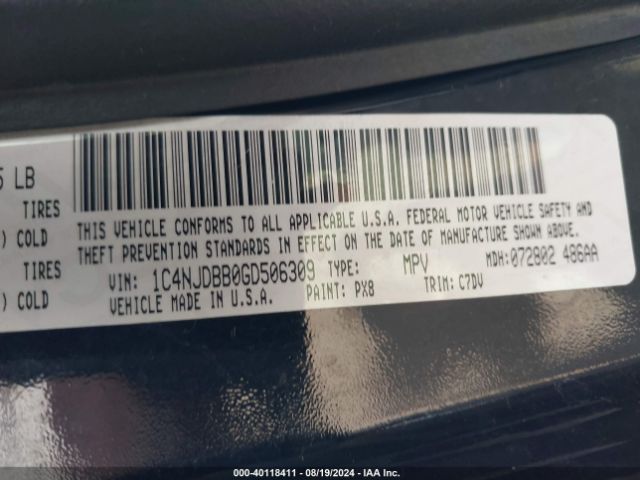 5 LB
TIRES
) COLD
TIRES
) COLD
THIS VEHICLE CONFORMS TO ALL APPLICABLE U.S.A. FEDERAL MOTOR VEHICLE SAFETY AND
THEFT PREVENTION STANDARDS IN EFFECT ON THE DATE OF MANUFACTURE SHOWN ABOVE.
VIN: 1C4NJDBB0GD506309 TYPE: MPV MDH: 072802 486AA
VEHICLE MADE IN U.S.A. PAINT: PX8 TRIM: C7DV
000-40118411 - 08/19/2024 - IAA Inc.